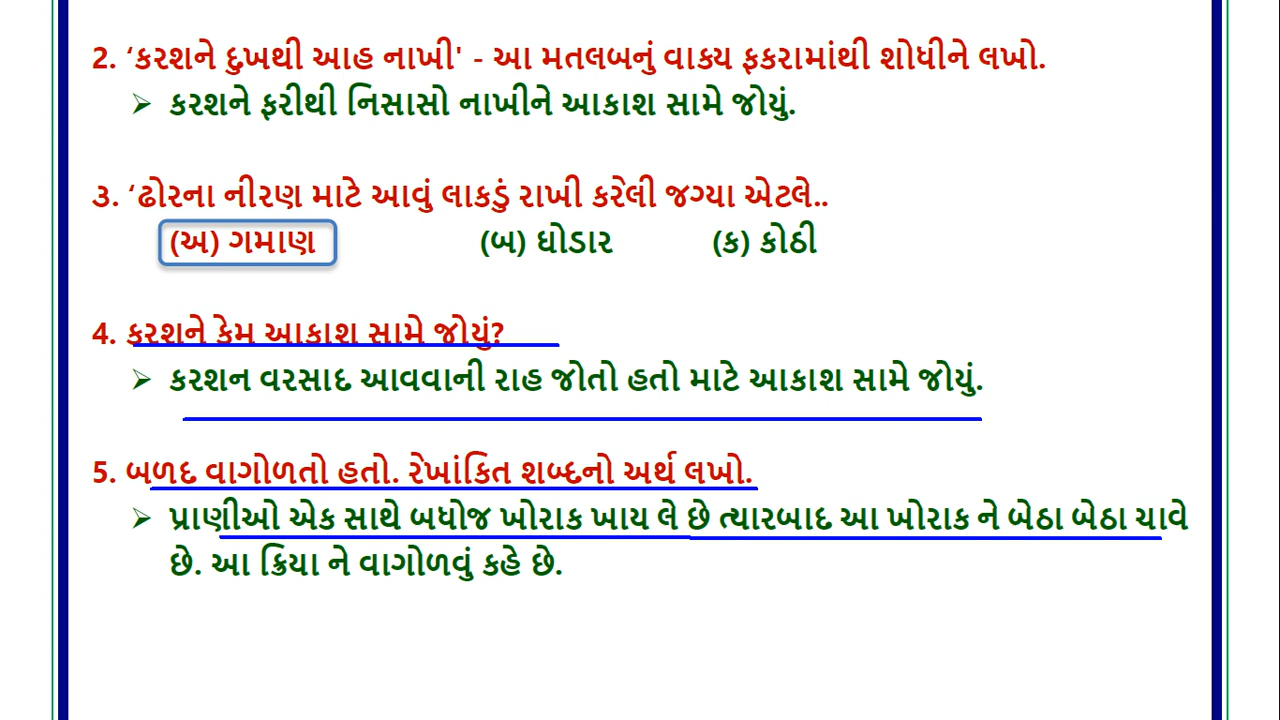 2. ‘કરશને દુખથી આહ નાખી' - આ મતલબનું વાક્ય ફકરામાંથી શોધીને લખો.
➢ કરશને ફરીથી નિસાસો નાખીને આકાશ સામે જોયું.
૩. ‘ઢોરના નીરણ માટે આવું લાકડું રાખી કરેલી જગ્યા એટલે..
(અ) ગમાણ (બ) ઘોડાર (ક) કોઠી
4. કરશને કેમ આકાશ સામે જોયું?
➢ કરશન વરસાદ આવવાની રાહ જોતો હતો માટે આકાશ સામે જોયું.
5. બળદ વાગોળતો હતો. રેખાંકિત શબ્દનો અર્થ લખો.
➢ પ્રાણીઓ એક સાથે બધોજ ખોરાક ખાય લે છે ત્યારબાદ આ ખોરાક ને બેઠા બેઠા ચાવે
છે. આ ક્રિયા ને વાગોળવું કહે છે.